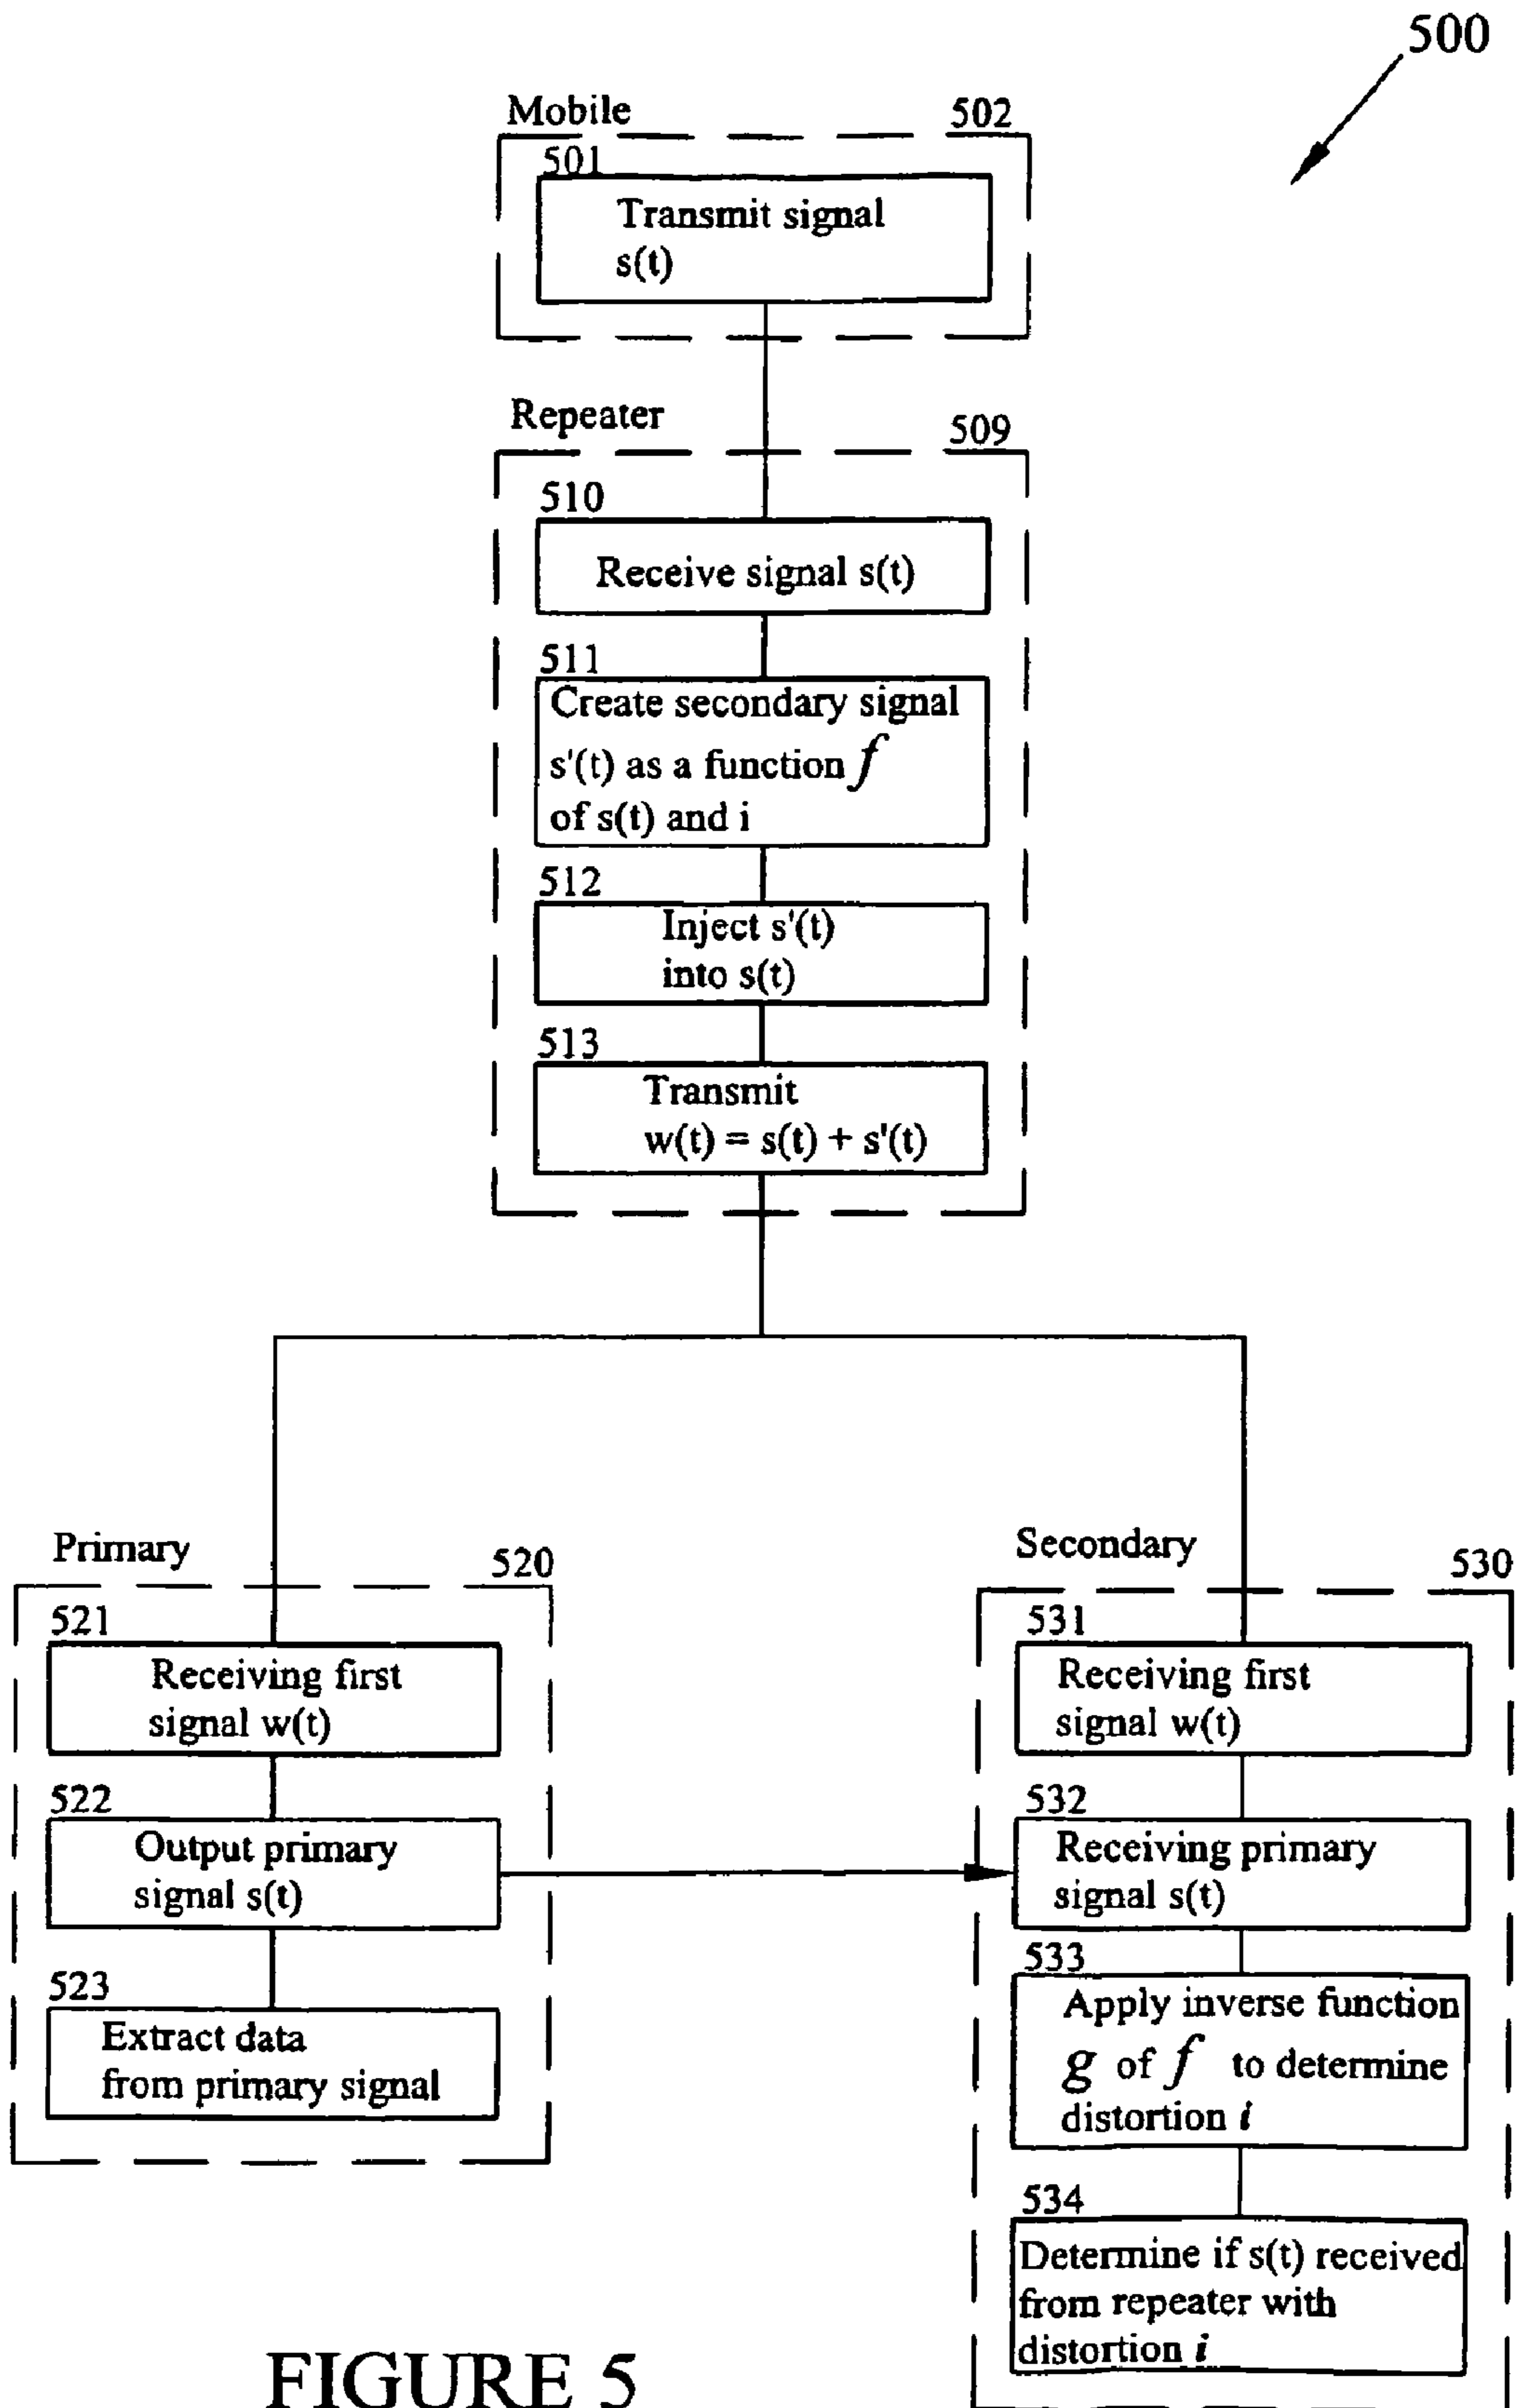 500
Mobile
502
501
Transmit signal
s(t)
Repeater
509
510
Receive signal s(t)
511
Create secondary signal
s'(t) as a function f
of s(t) and i
512
Inject s'(t)
into s(t)
513
Transmit
w(t) = s(t) + s'(t)
Primary
520
521
Receiving first
signal w(t)
522
Output primary
signal s(t)
523
Extract data
from primary signal
Secondary
530
531
Receiving first
signal w(t)
532
Receiving primary
signal s(t)
533
Apply inverse function
g of f to determine
distortion i
534
Determine if s(t) received
from repeater with
distortion i
FIGURE 5